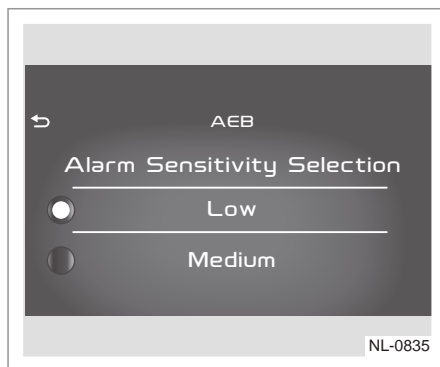 AEB
Alarm Sensitivity Selection
Low
Medium
NL-0835